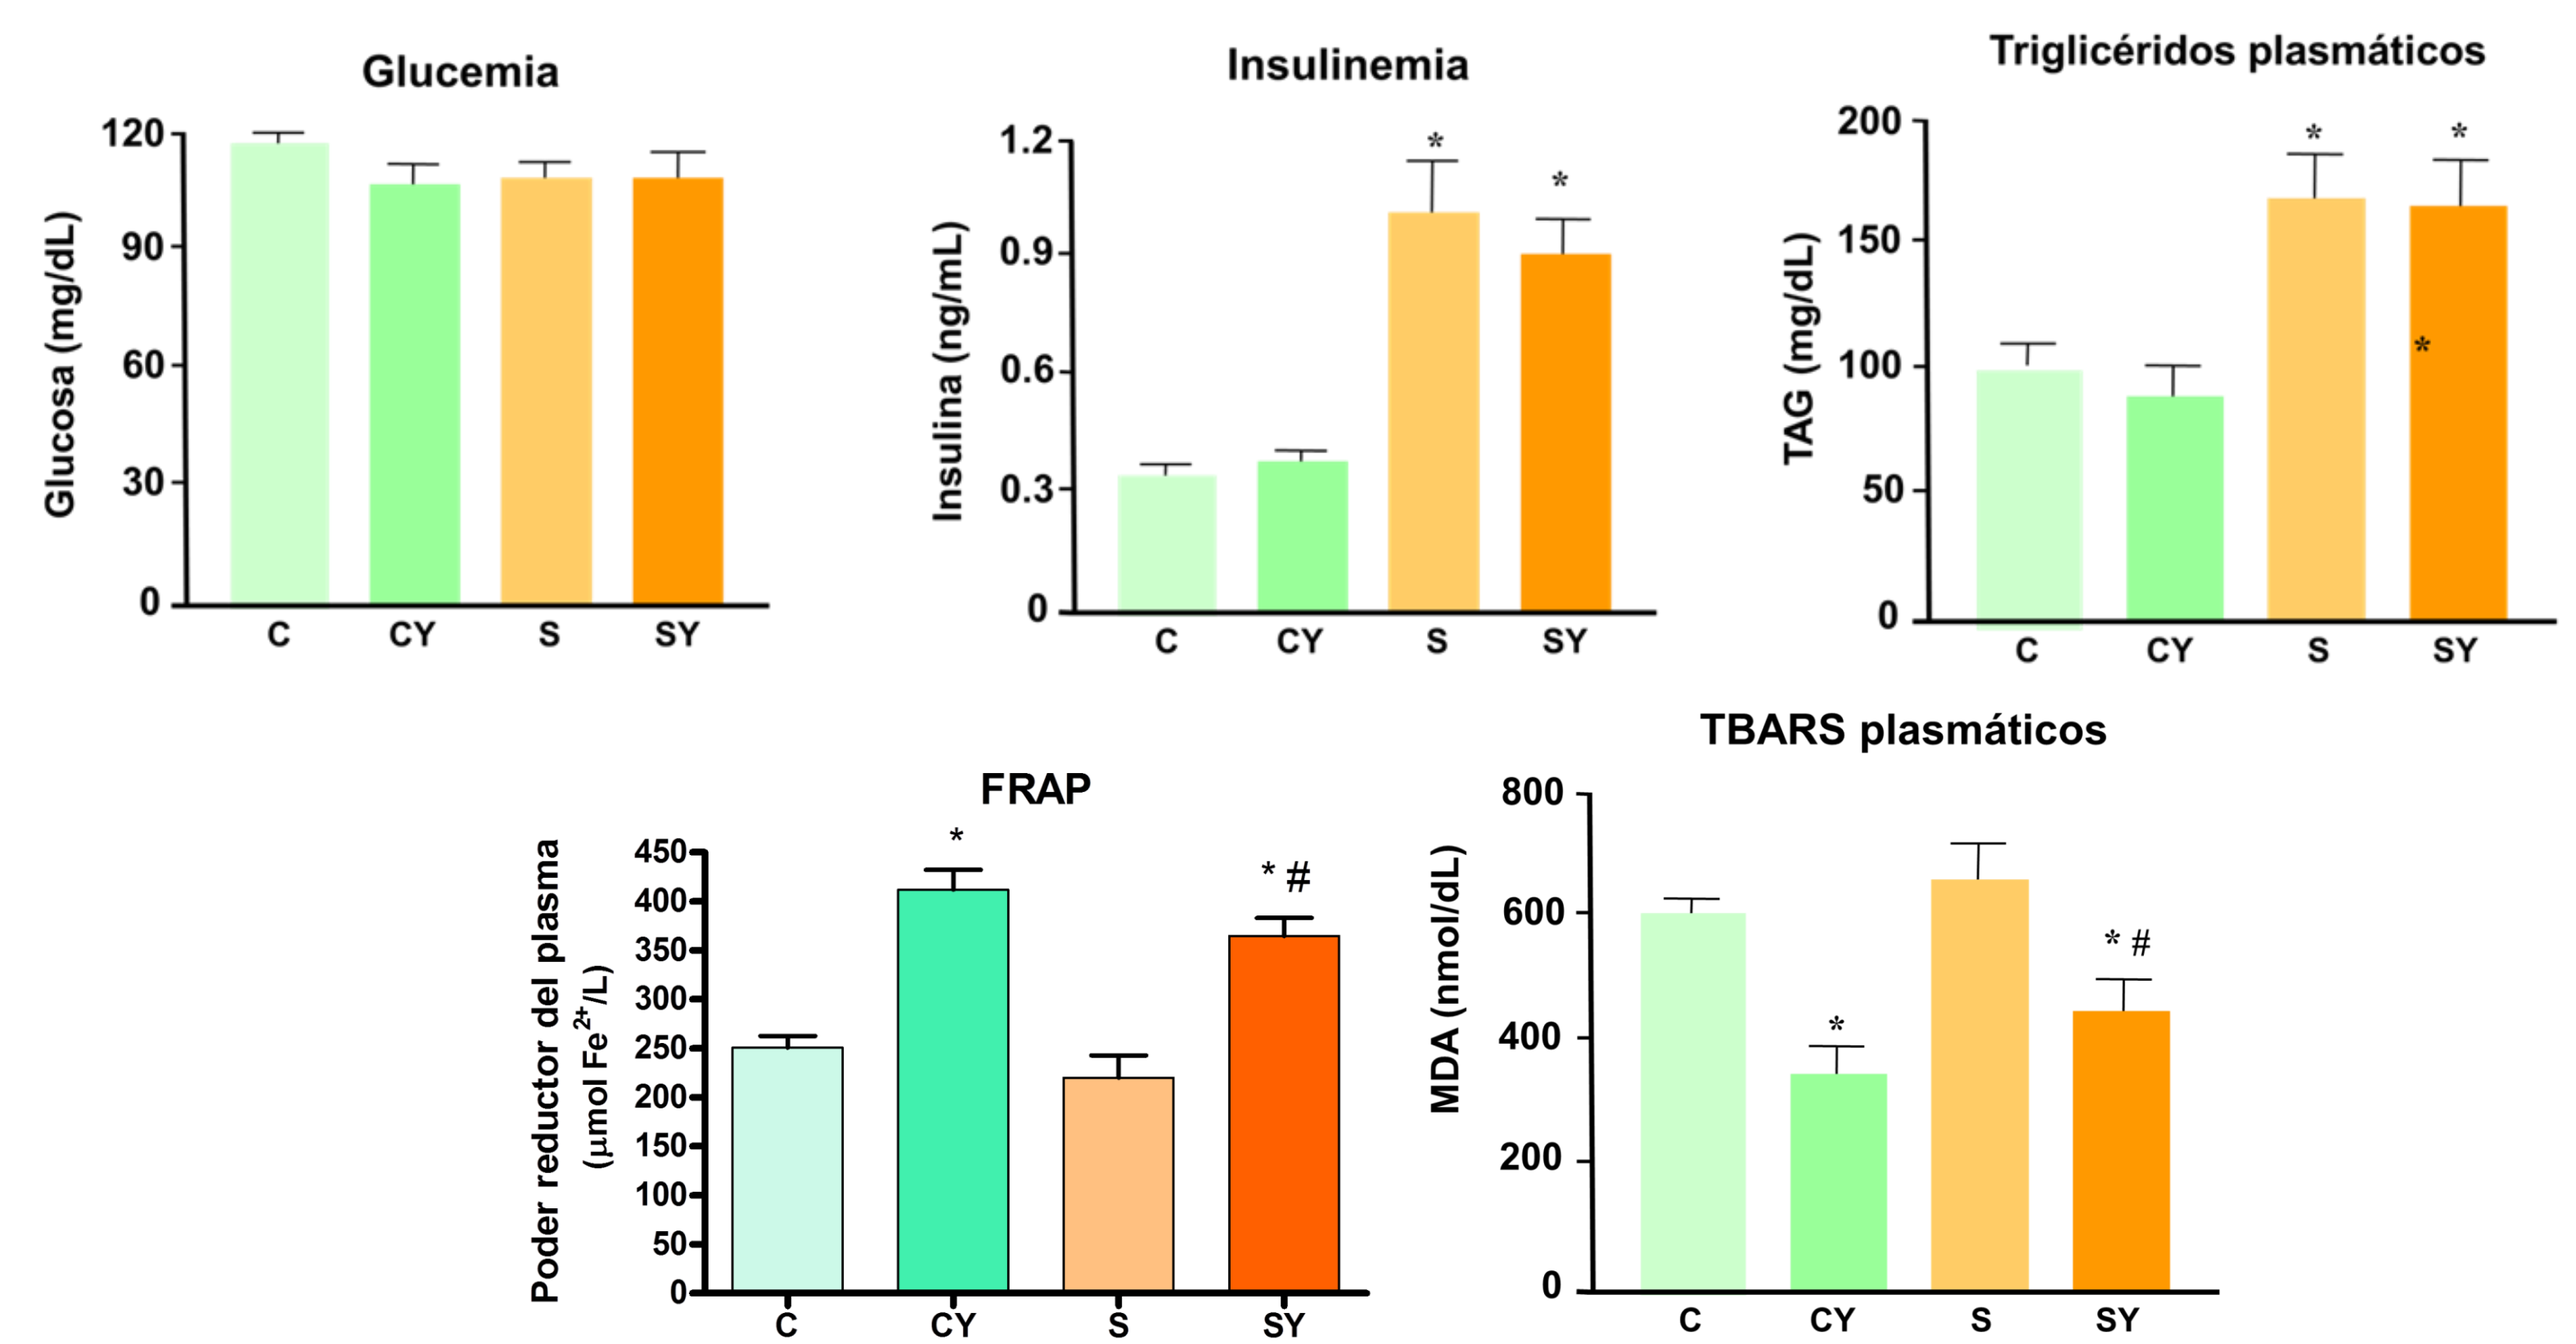 Glucemia
Glucosa (mg/dL)
120
90
60
30
0
C CY S SY
Insulinemia
Insulina (ng/mL)
1.2
0.9
0.6
0.3
0
* *
C CY S SY
Triglicéridos plasmáticos
TAG (mg/dL)
200
150
100
50
0
* *
*
C CY S SY
FRAP
Poder reductor del plasma
(µmol Fe2+/L)
450
400
350
300
250
200
150
100
50
0
* * #
C CY S SY
TBARS plasmáticos
MDA (nmol/dL)
800
600
400
200
0
* * #
C CY S SY